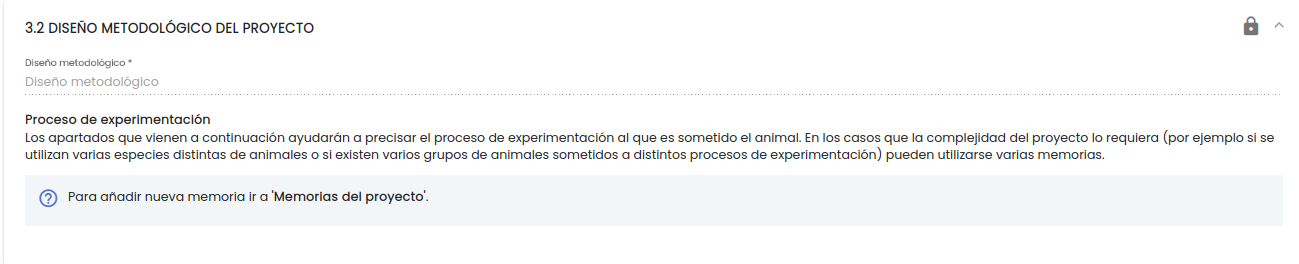 3.2 DISEÑO METODOLÓGICO DEL PROYECTO
Diseño metodológico *
Diseño metodológico
Proceso de experimentación
Los apartados que vienen a continuación ayudarán a precisar el proceso de experimentación al que es sometido el animal. En los casos que la complejidad del proyecto lo requiera (por ejemplo si se
utilizan varias especies distintas de animales o si existen varios grupos de animales sometidos a distintos procesos de experimentación) pueden utilizarse varias memorias.
Para añadir nueva memoria ir a 'Memorias del proyecto'.